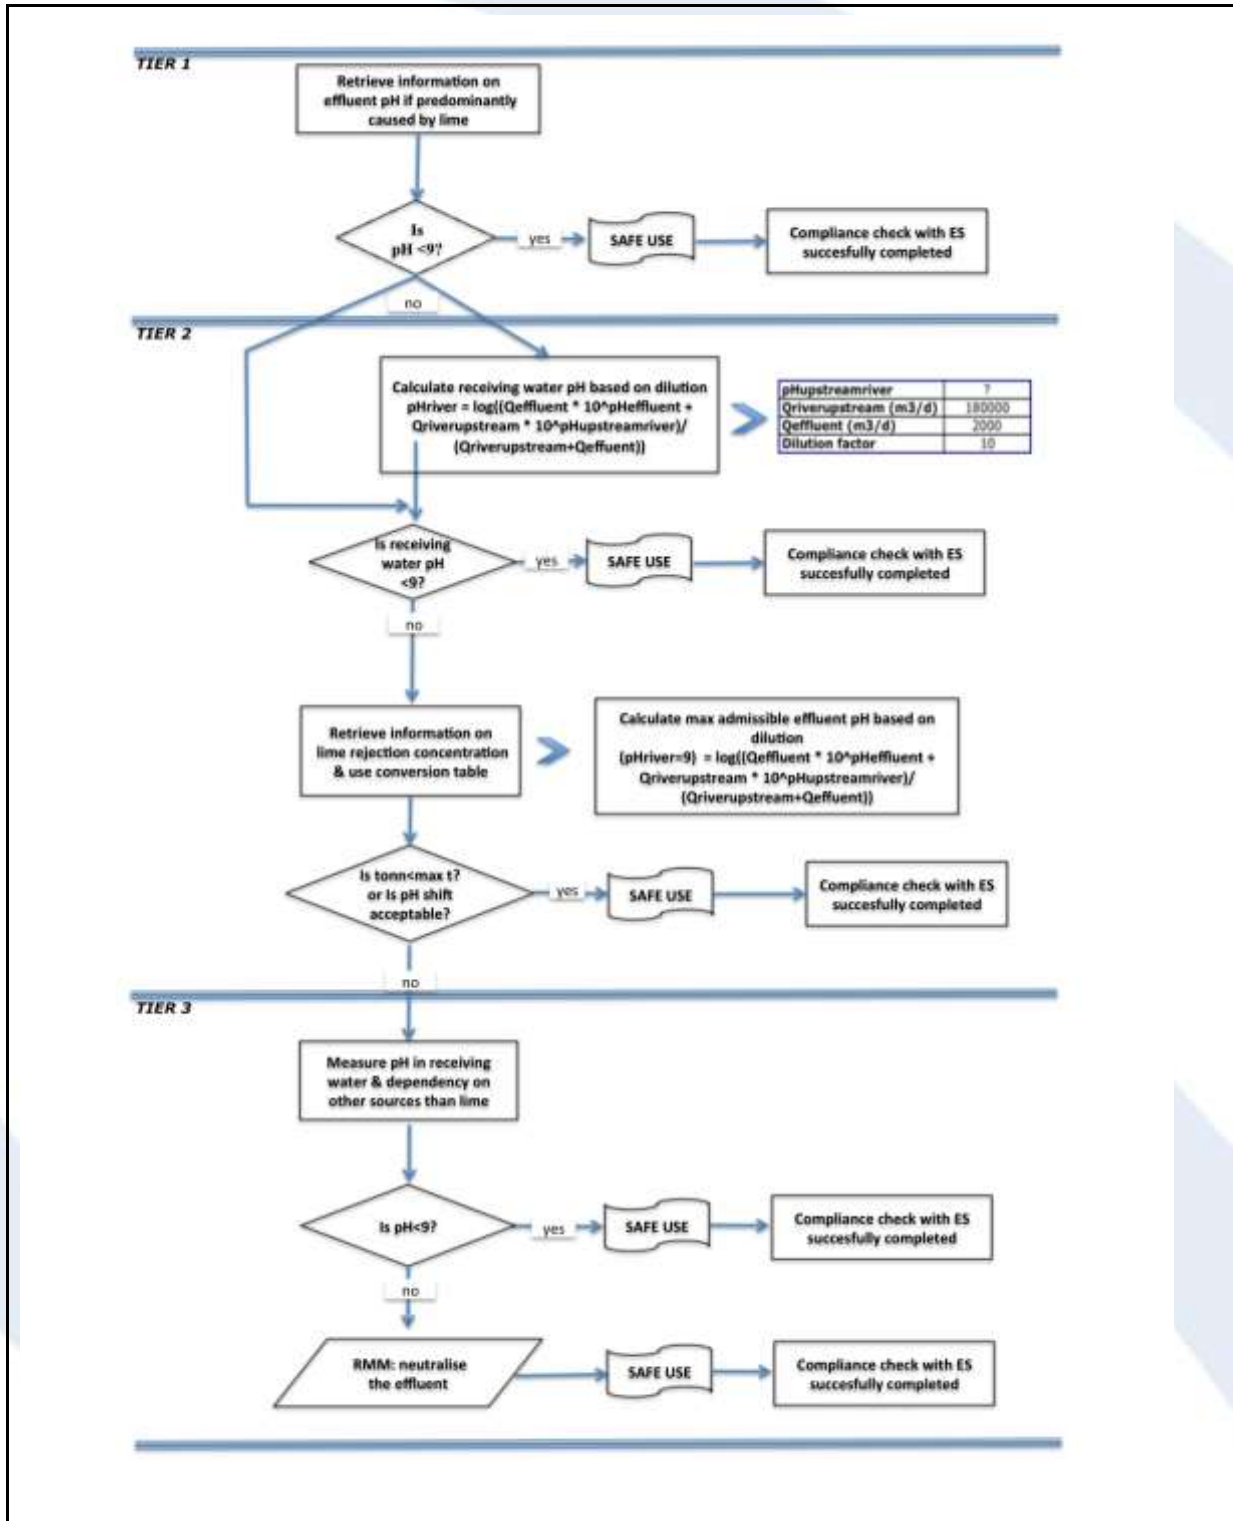 TIER 1
Retrieve information on
effluent pH if predominantly
caused by lime
Is
pH <9?
yes
SAFE USE
Compliance check with ES
succesfully completed
no
TIER 2
Calculate receiving water pH based on dilution
pHriver = log((Qeffluent * 10^pHeffluent +
Qriverupstream * 10^pHupstreamriver)/
(Qriverupstream+Qeffuent))
pHupstreamriver ?
Qriverupstream (m3/d) 180000
Qeffluent (m3/d) 2000
Dilution factor 10
Is receiving
water pH
<9?
yes
SAFE USE
Compliance check with ES
succesfully completed
no
Retrieve information on
lime rejection concentration
& use conversion table
Calculate max admissible effluent pH based on
dilution
(pHriver=9) = log((Qeffluent * 10^pHeffluent +
Qriverupstream * 10^pHupstreamriver)/
(Qriverupstream+Qeffuent))
Is tonn<max t?
or Is pH shift
acceptable?
yes
SAFE USE
Compliance check with ES
succesfully completed
no
TIER 3
Measure pH in receiving
water & dependency on
other sources than lime
Is pH<9?
yes
SAFE USE
Compliance check with ES
succesfully completed
no
RMM: neutralise
the effluent
SAFE USE
Compliance check with ES
succesfully completed